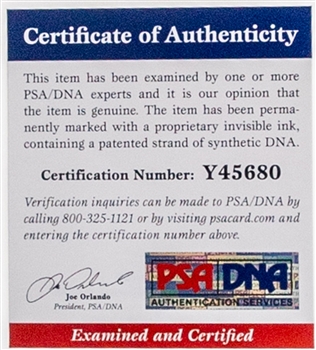 Certificate of Authenticity
This item has been examined by one or more
PSA/DNA experts and it is our opinion that
the item is genuine. The item has been perma-
nently marked with a proprietary invisible ink,
containing a patented strand of synthetic DNA.
Certification Number: Y45680
Verification inquiries can be made to PSA/DNA by
calling 800-325-1121 or by visiting psacard.com and
entering the certification number above.
PSA DNA
AUTHENTICATION SERVICES
Joe Orlando
President, PSA/DNA
Examined and Certified